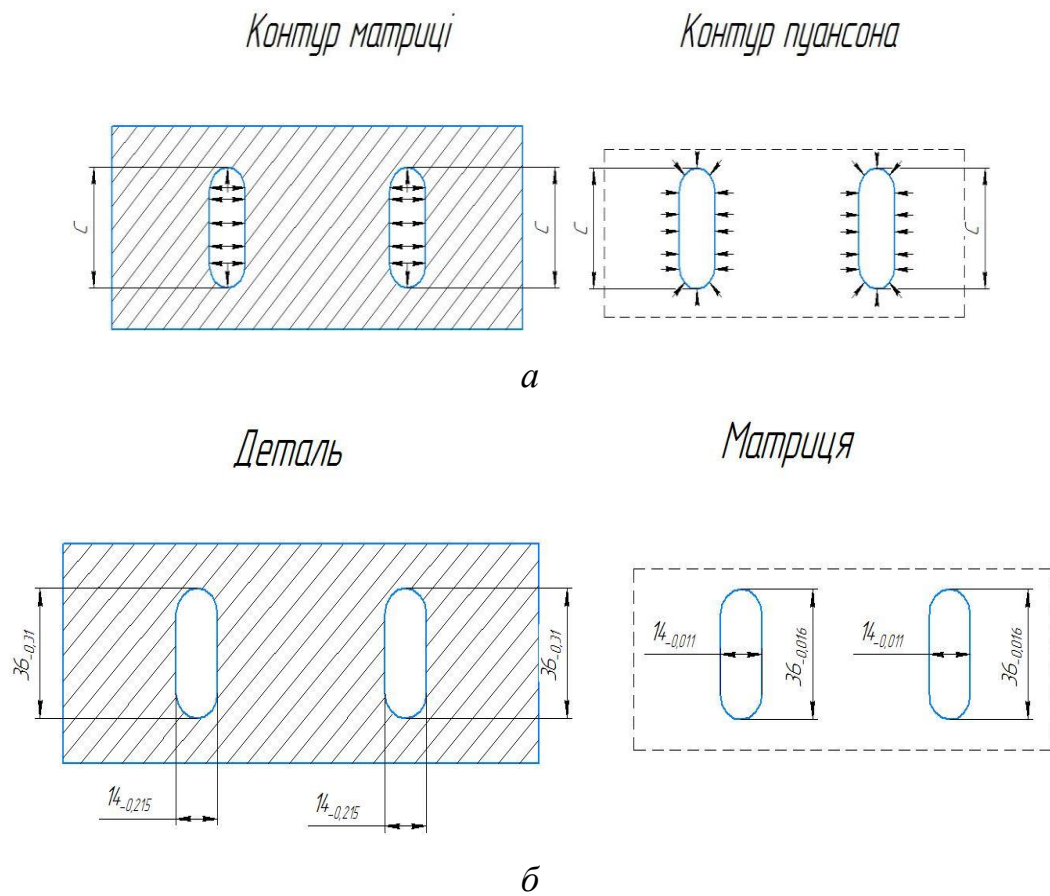 Контур матриці Контур пуансона
С С С С
а
Деталь Матриця
36₋₀,₃₁ 36₋₀,₃₁ 14₋₀,₀₁₁ 36₋₀,₀₁₆ 14₋₀,₀₁₁ 36₋₀,₀₁₆
14₋₀,₂₁₅ 14₋₀,₂₁₅
б